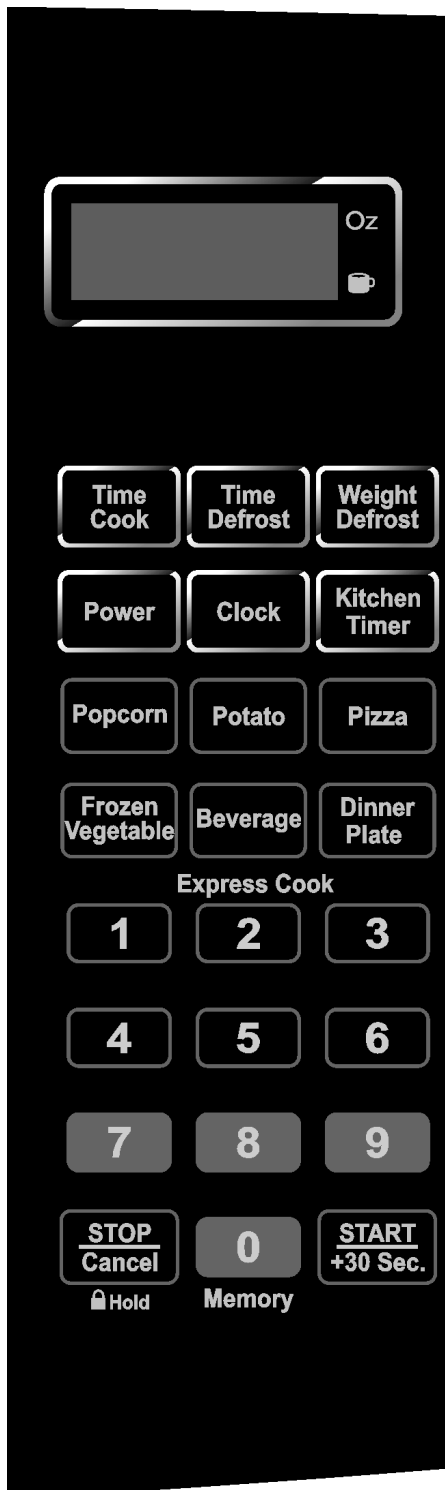 Oz
Time Time Weight
Cook Defrost Defrost
Power Clock Kitchen
Timer
Popcorn Potato Pizza
Frozen Beverage Dinner
Vegetable Plate
Express Cook
1 2 3
4 5 6
7 8 9
STOP 0 START
Cancel +30 Sec.
Hold Memory